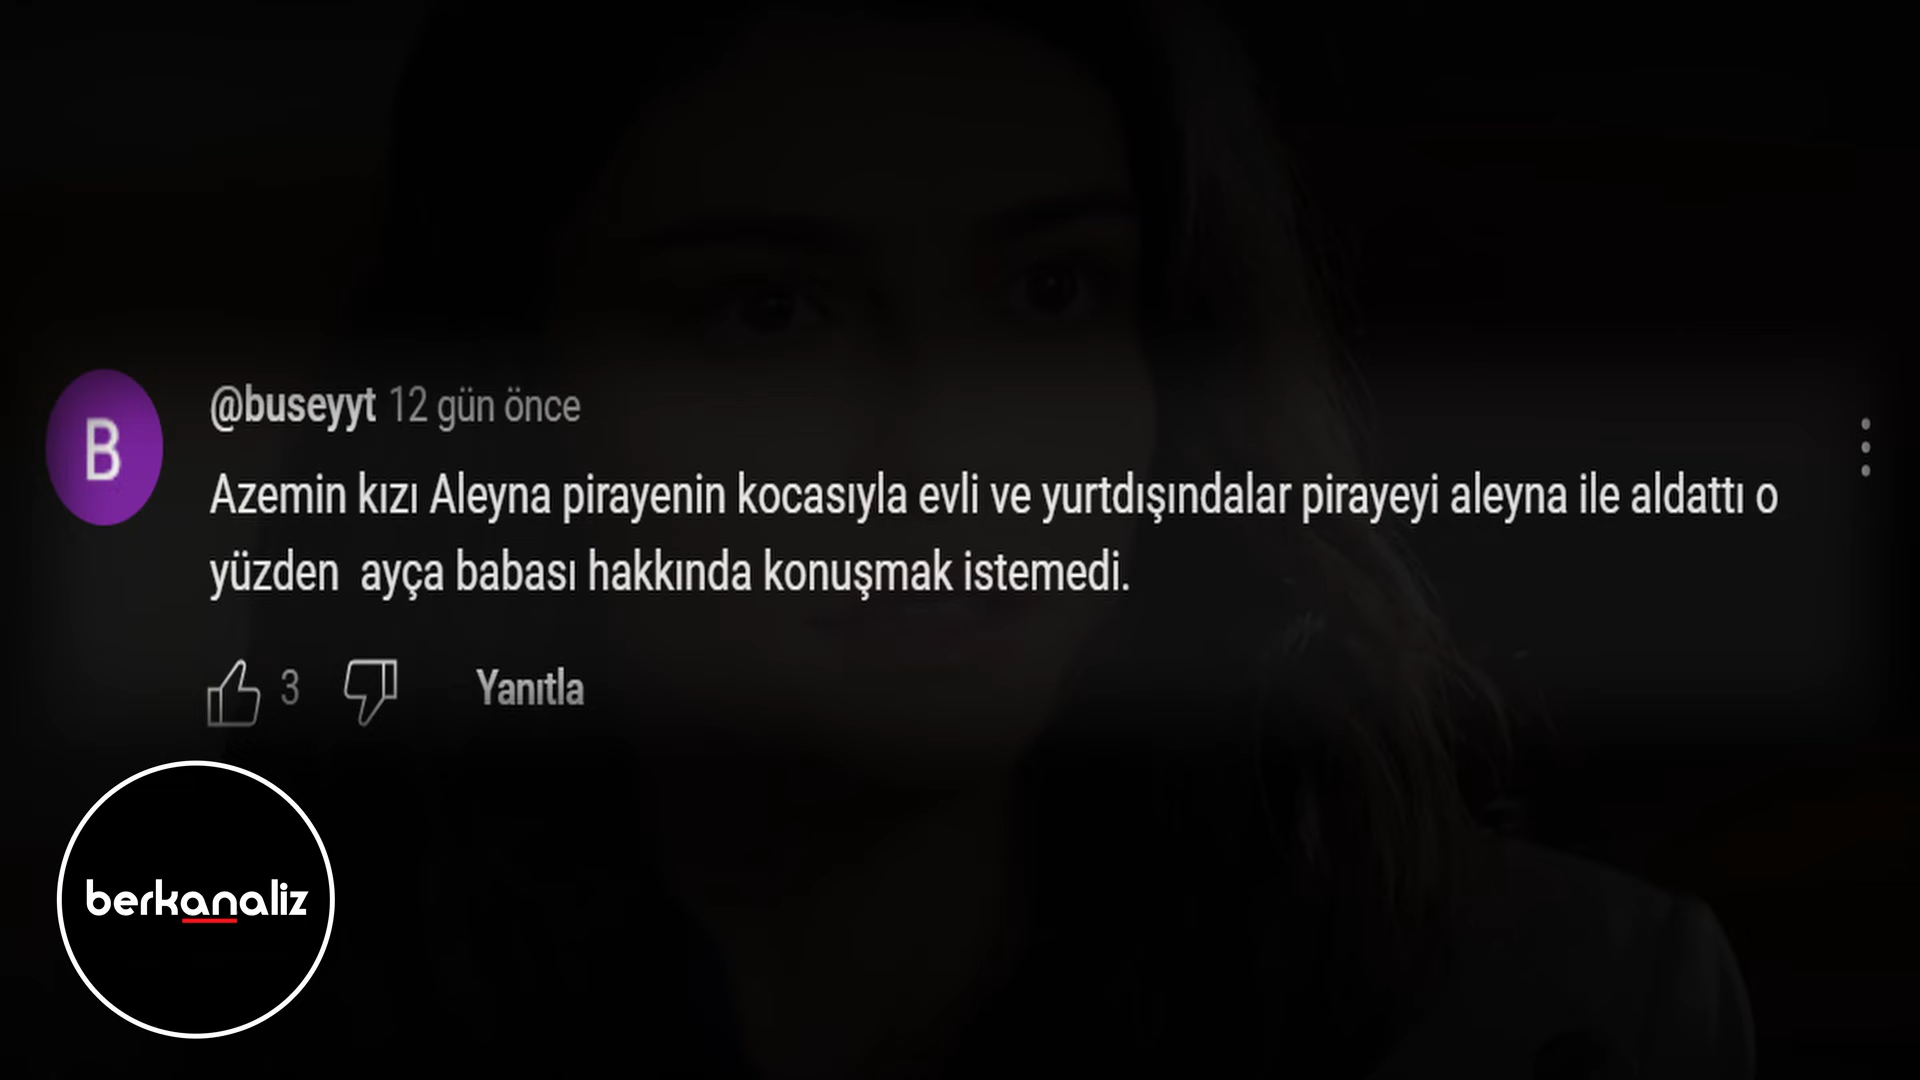 B
@buseyyt 12 gün önce
Azemin kızı Aleyna pirayenin kocasıyla evli ve yurtdışındalar pirayeyi aleyna ile aldattı o
yüzden  ayça babası hakkında konuşmak istemedi.
3 Yanıtla
berkanaliz